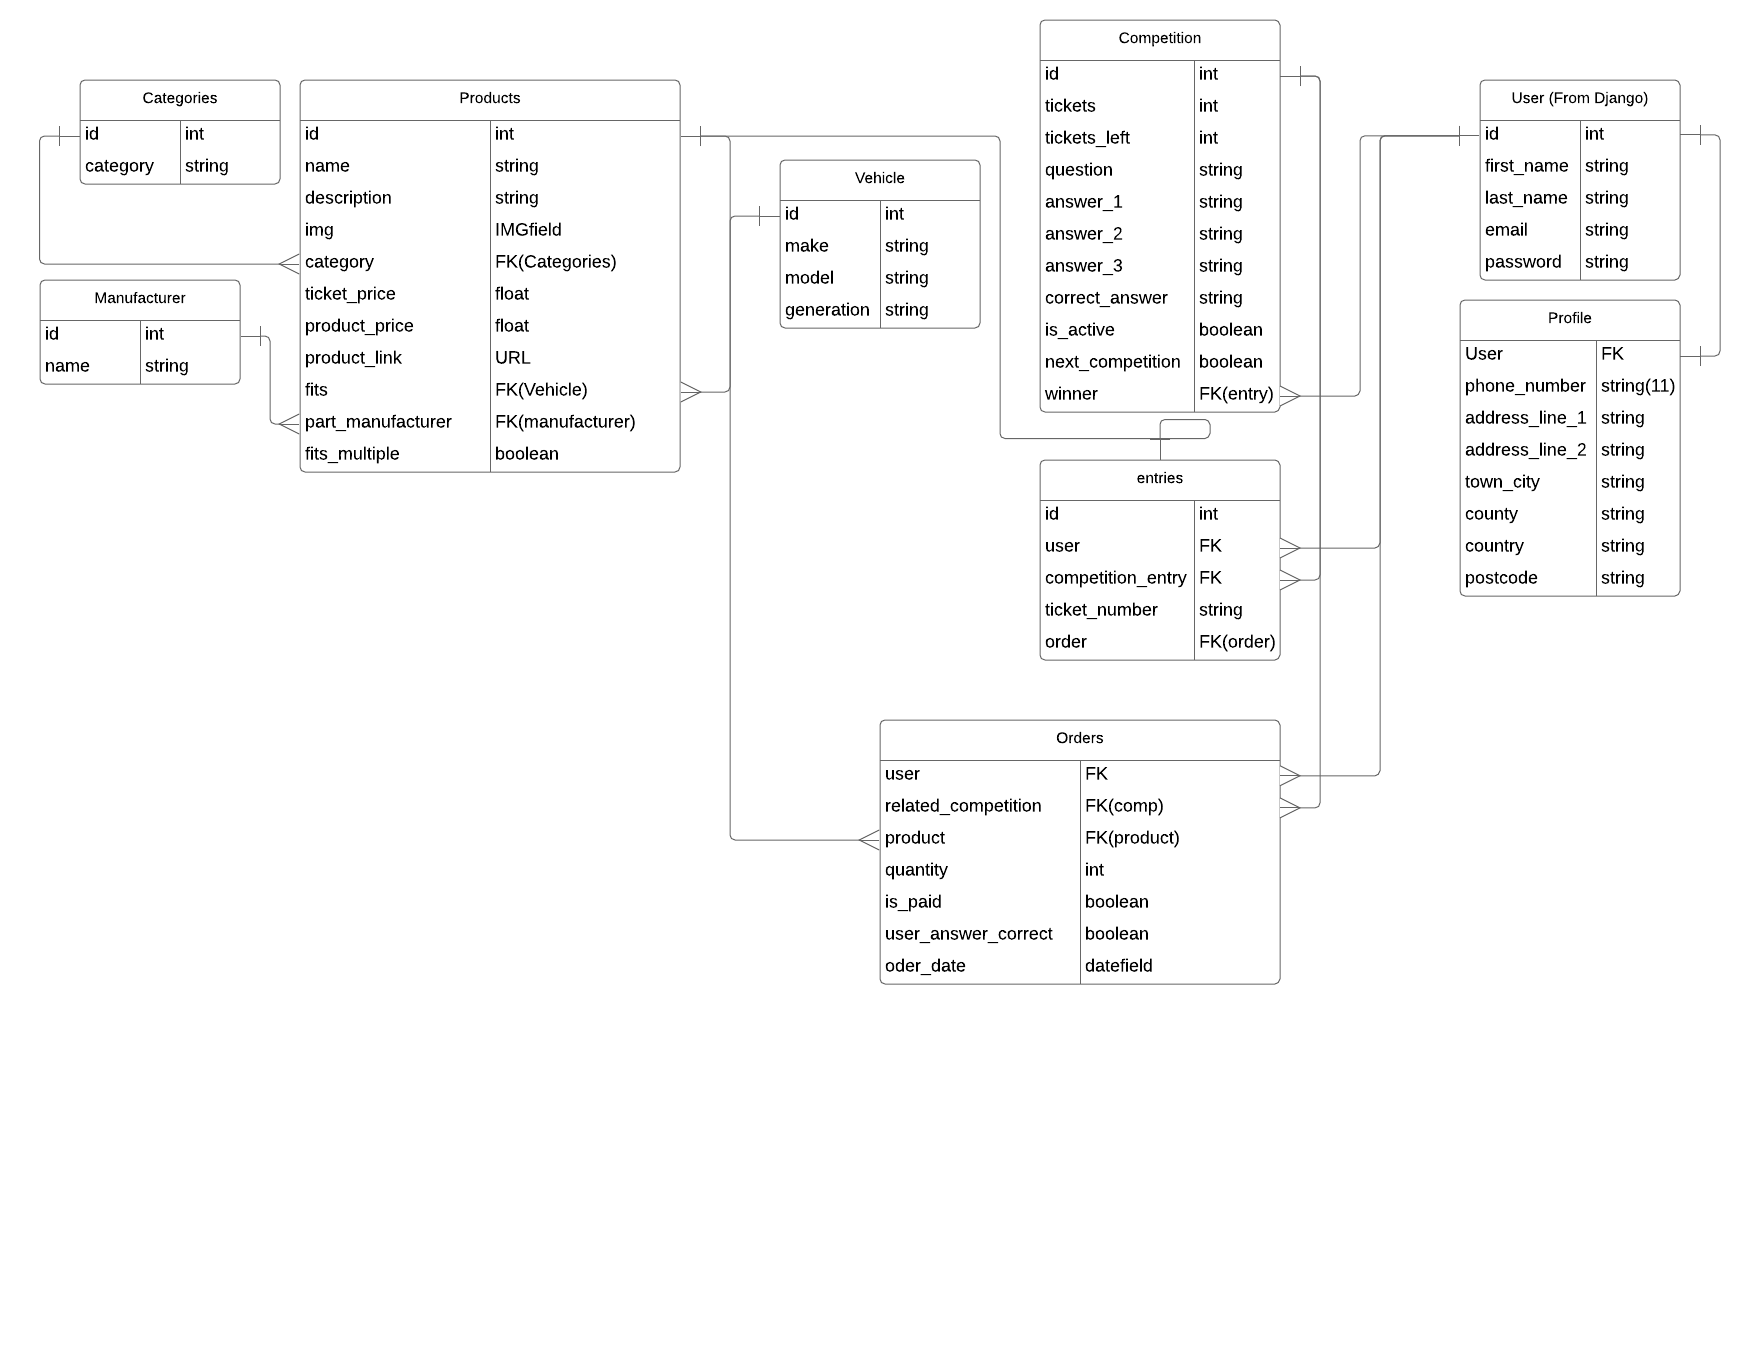 Categories
id int
category string
Manufacturer
id int
name string
Products
id int
name string
description string
img IMGfield
category FK(Categories)
ticket_price float
product_price float
product_link URL
fits FK(Vehicle)
part_manufacturer FK(manufacturer)
fits_multiple boolean
Vehicle
id int
make string
model string
generation string
Competition
id int
tickets int
tickets_left int
question string
answer_1 string
answer_2 string
answer_3 string
correct_answer string
is_active boolean
next_competition boolean
winner FK(entry)
entries
id int
user FK
competition_entry FK
ticket_number string
order FK(order)
Orders
user FK
related_competition FK(comp)
product FK(product)
quantity int
is_paid boolean
user_answer_correct boolean
oder_date datefield
User (From Django)
id int
first_name string
last_name string
email string
password string
Profile
User FK
phone_number string(11)
address_line_1 string
address_line_2 string
town_city string
county string
country string
postcode string